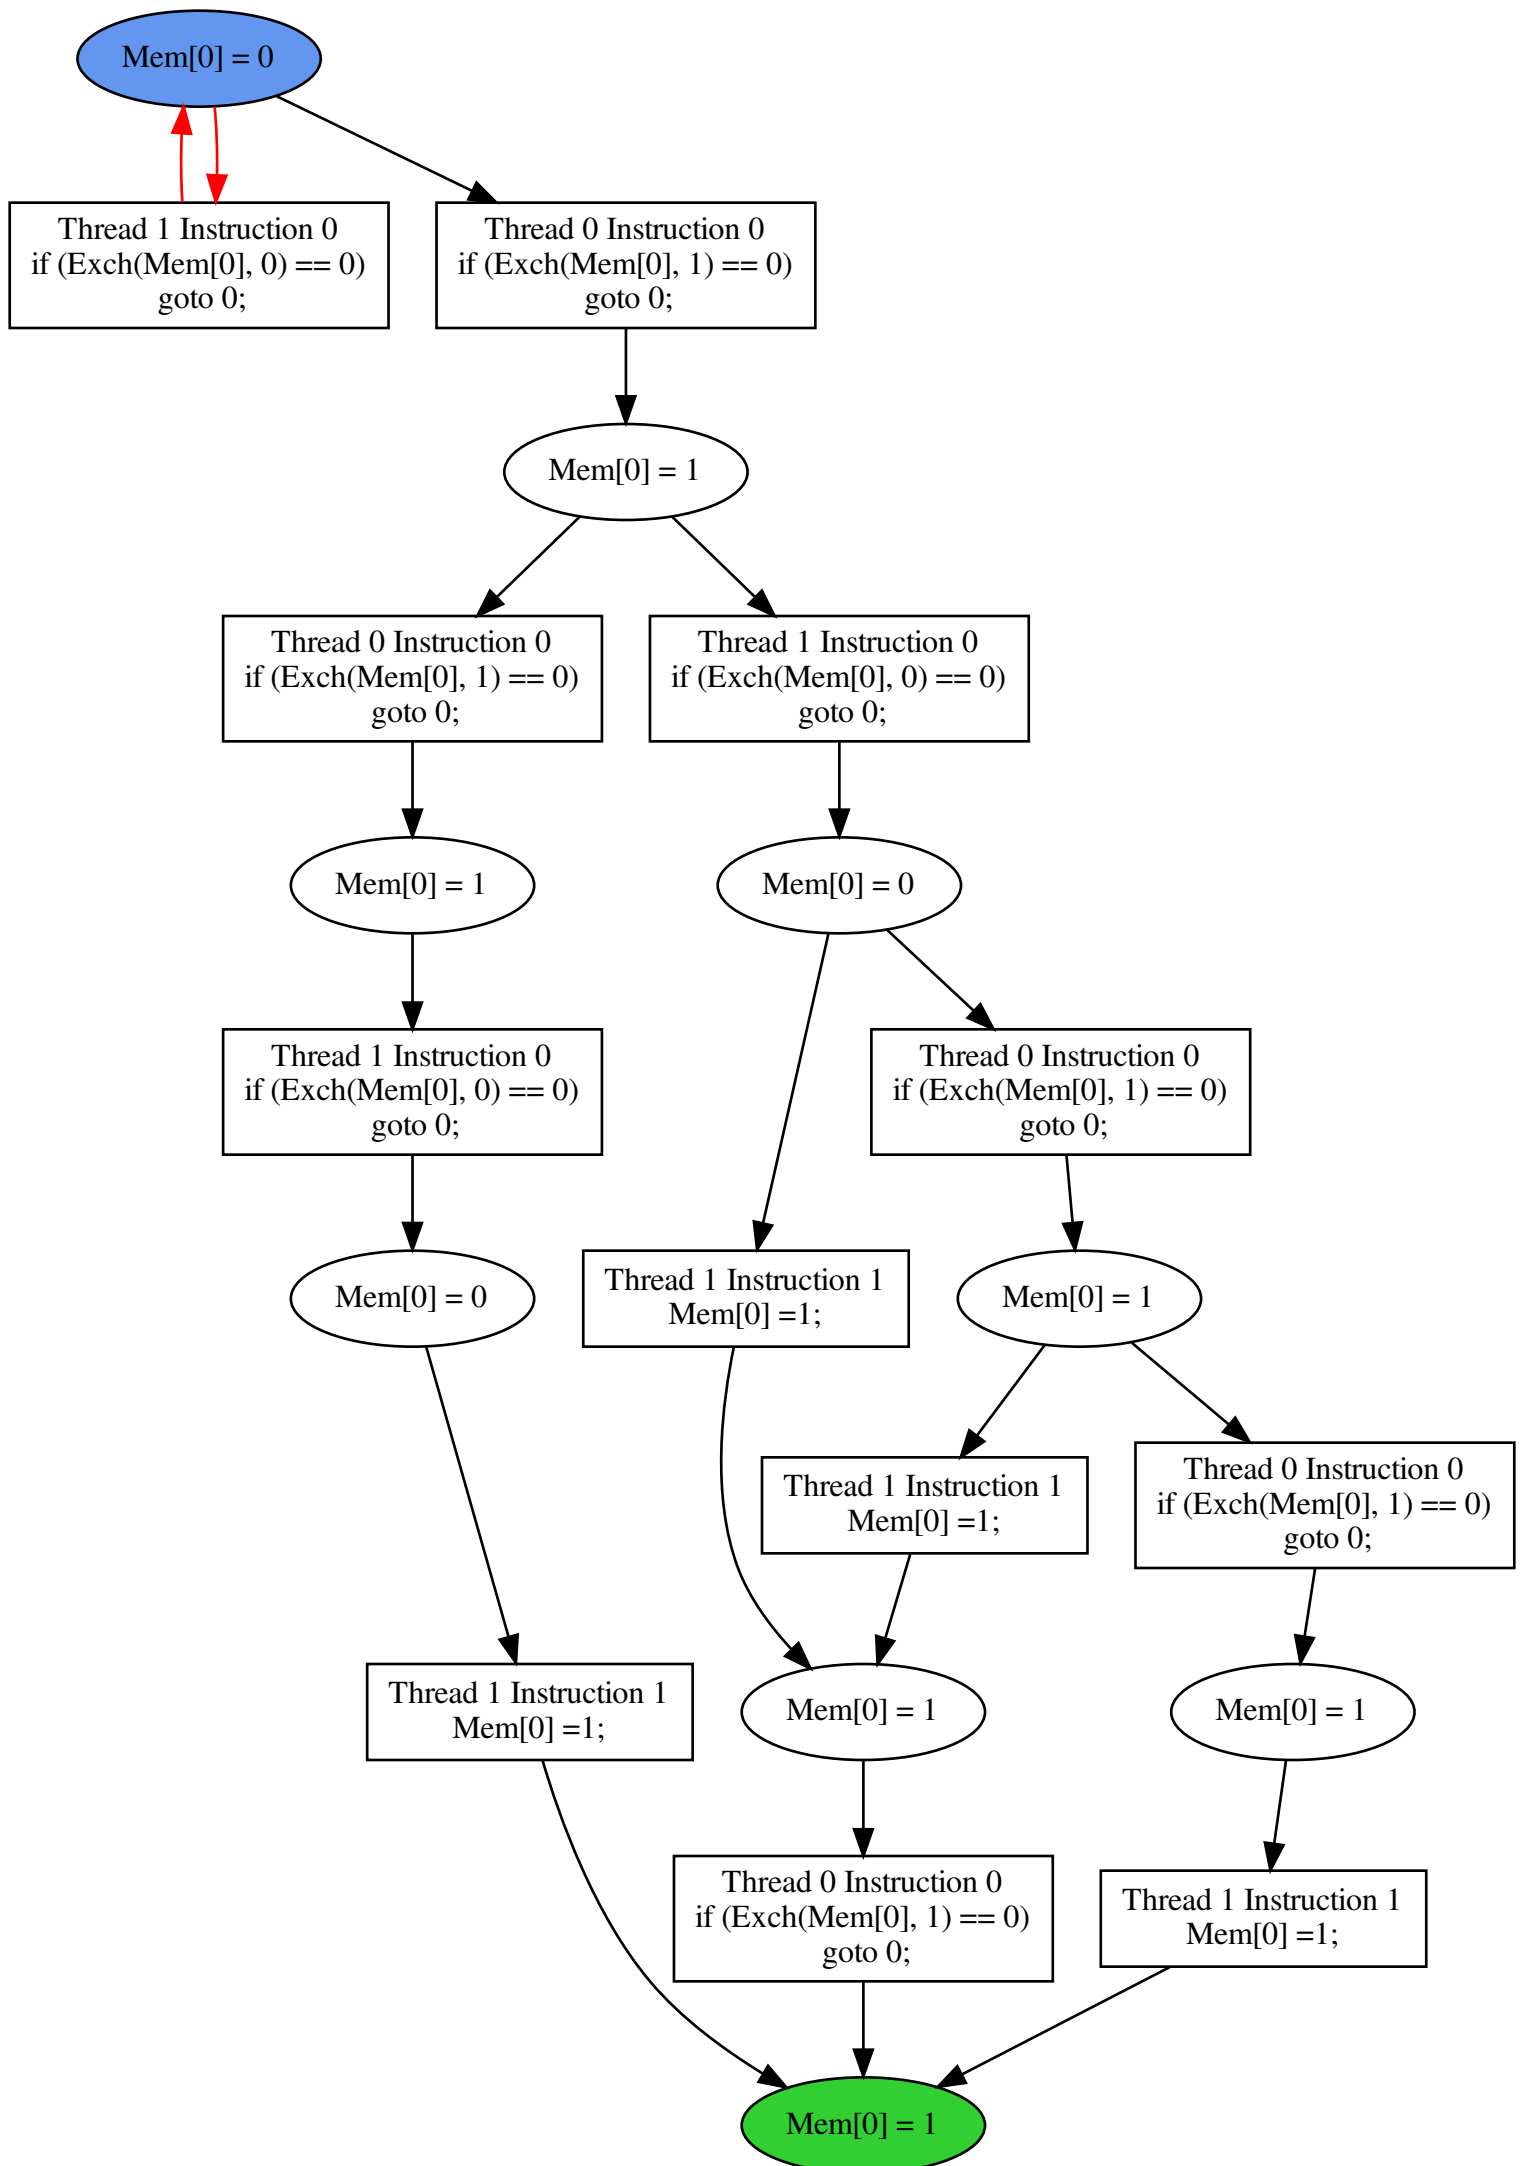 Mem[0] = 0
Thread 1 Instruction 0
if (Exch(Mem[0], 0) == 0)
goto 0;
Thread 0 Instruction 0
if (Exch(Mem[0], 1) == 0)
goto 0;
Mem[0] = 1
Thread 0 Instruction 0
if (Exch(Mem[0], 1) == 0)
goto 0;
Thread 1 Instruction 0
if (Exch(Mem[0], 0) == 0)
goto 0;
Mem[0] = 1
Mem[0] = 0
Thread 1 Instruction 0
if (Exch(Mem[0], 0) == 0)
goto 0;
Thread 0 Instruction 0
if (Exch(Mem[0], 1) == 0)
goto 0;
Mem[0] = 0
Thread 1 Instruction 1
Mem[0] =1;
Mem[0] = 1
Thread 1 Instruction 1
Mem[0] =1;
Thread 0 Instruction 0
if (Exch(Mem[0], 1) == 0)
goto 0;
Thread 1 Instruction 1
Mem[0] =1;
Mem[0] = 1
Mem[0] = 1
Thread 0 Instruction 0
if (Exch(Mem[0], 1) == 0)
goto 0;
Thread 1 Instruction 1
Mem[0] =1;
Mem[0] = 1